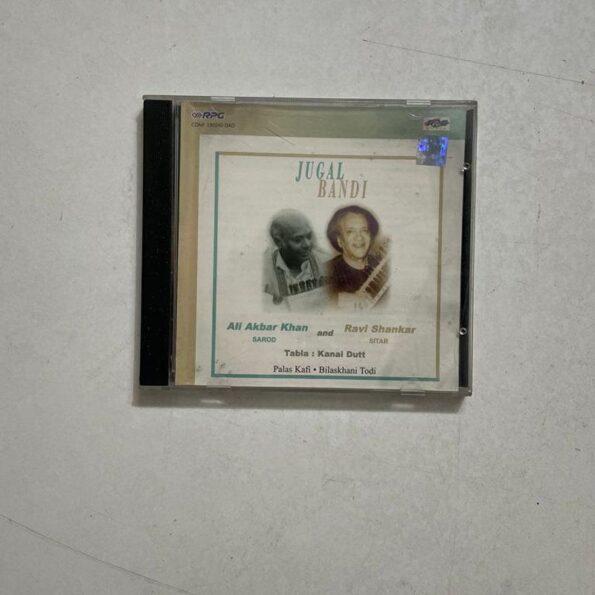 RPG
JUGAL
BANDI
Ali Akbar Khan and Ravi Shankar
SAROD SITAR
Tabla : Kanai Dutt
Palas Kafi • Bilaskhani Todi